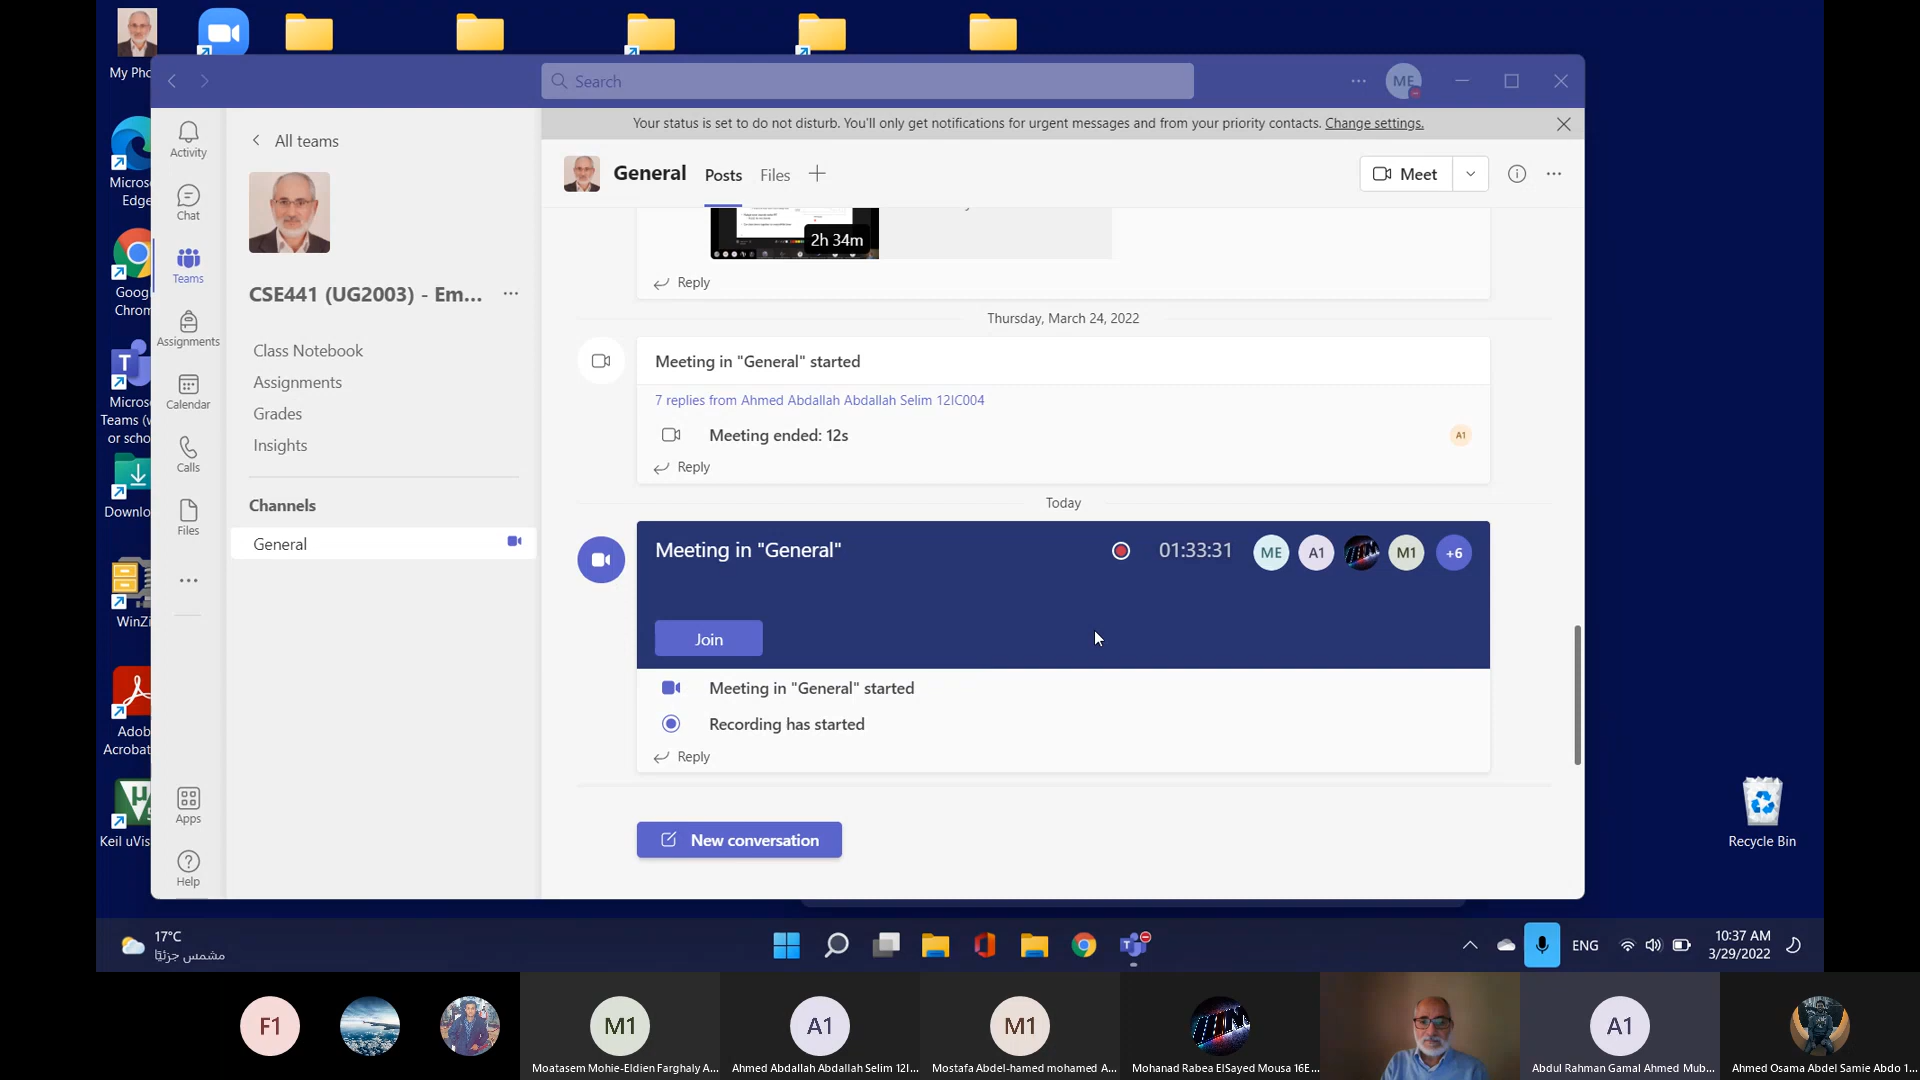 My Pho
Search
ME
Your status is set to do not disturb. You'll only get notifications for urgent messages and from your priority contacts. Change settings.
Activity
Chat
Teams
Assignments
Calendar
Calls
Files
Apps
Help
All teams
CSE441 (UG2003) - Em...
Class Notebook
Assignments
Grades
Insights
Channels
General
General
Posts
Files
Meet
2h 34m
Reply
Thursday, March 24, 2022
Meeting in "General" started
7 replies from Ahmed Abdallah Abdallah Selim 12IC004
Meeting ended: 12s
A1
Reply
Today
Meeting in "General"
01:33:31
ME
A1
M1
+6
Join
Meeting in "General" started
Recording has started
Reply
New conversation
Micros
Edge
Goog
Chrom
Micros
Teams (w
or scho
Downlo
WinZi
Adob
Acrobat
Keil uVis
Recycle Bin
17°C
مشمس جزئيًا
ENG
10:37 AM
3/29/2022
F1
M1
Moatasem Mohie-Eldien Farghaly A...
A1
Ahmed Abdallah Abdallah Selim 12I...
M1
Mostafa Abdel-hamed mohamed A...
Mohanad Rabea ElSayed Mousa 16E...
A1
Abdul Rahman Gamal Ahmed Mub...
Ahmed Osama Abdel Samie Abdo 1...